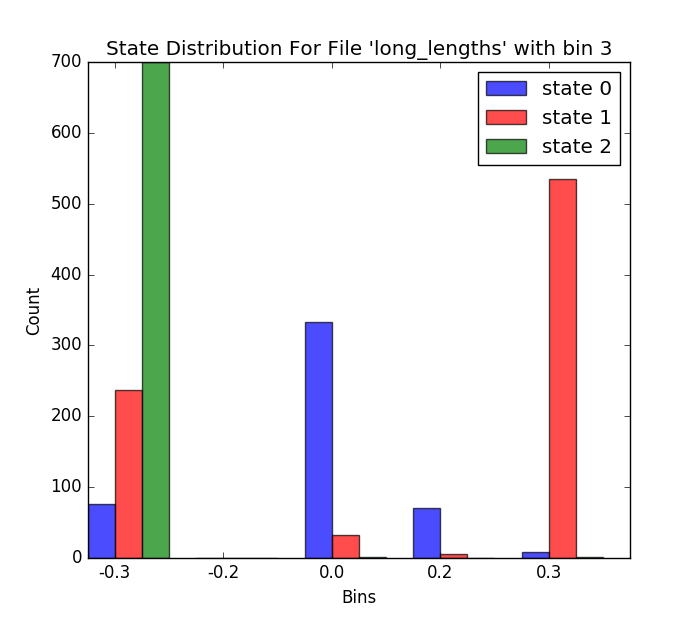 State Distribution For File 'long_lengths' with bin 3
700
600
500
400
300
200
100
0
Count
state 0
state 1
state 2
-0.3 -0.2 0.0 0.2 0.3
Bins